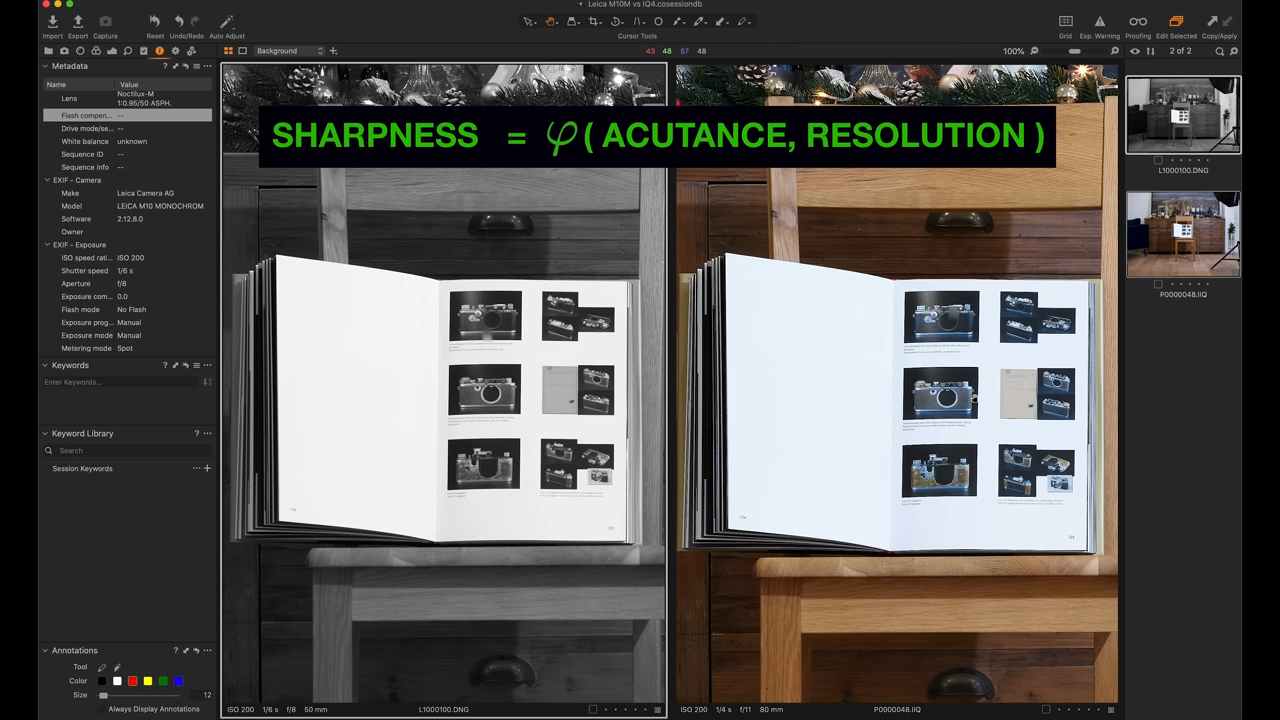 Leica M10M vs IQ4.cosessiondb
Import Export Capture Reset Undo/Redo Auto Adjust Cursor Tools Grid Exp. Warning Proofing Edit Selected Copy/Apply
Background
43 48 57 48
100%
2 of 2
Metadata
Name Value
Lens Noctilux-M
1:0.95/50 ASPH.
Flash compen... --
Drive mode/se... --
White balance unknown
Sequence ID --
Sequence Info --
EXIF - Camera
Make Leica Camera AG
Model LEICA M10 MONOCHROM
Software 2.12.8.0
Owner
EXIF - Exposure
ISO speed rati... ISO 200
Shutter speed 1/6 s
Aperture f/8
Exposure com... 0.0
Flash mode No Flash
Exposure prog... Manual
Exposure mode Manual
Metering mode Spot
Keywords
Enter Keywords...
Keyword Library
Search
Session Keywords
Annotations
Tool
Color
Size 12
Always Display Annotations
SHARPNESS = φ( ACUTANCE, RESOLUTION )
ISO 200 1/6 s f/8 50 mm L1000100.DNG
ISO 200 1/4 s f/11 80 mm P0000048.IIQ
L1000100.DNG
P0000048.IIQ